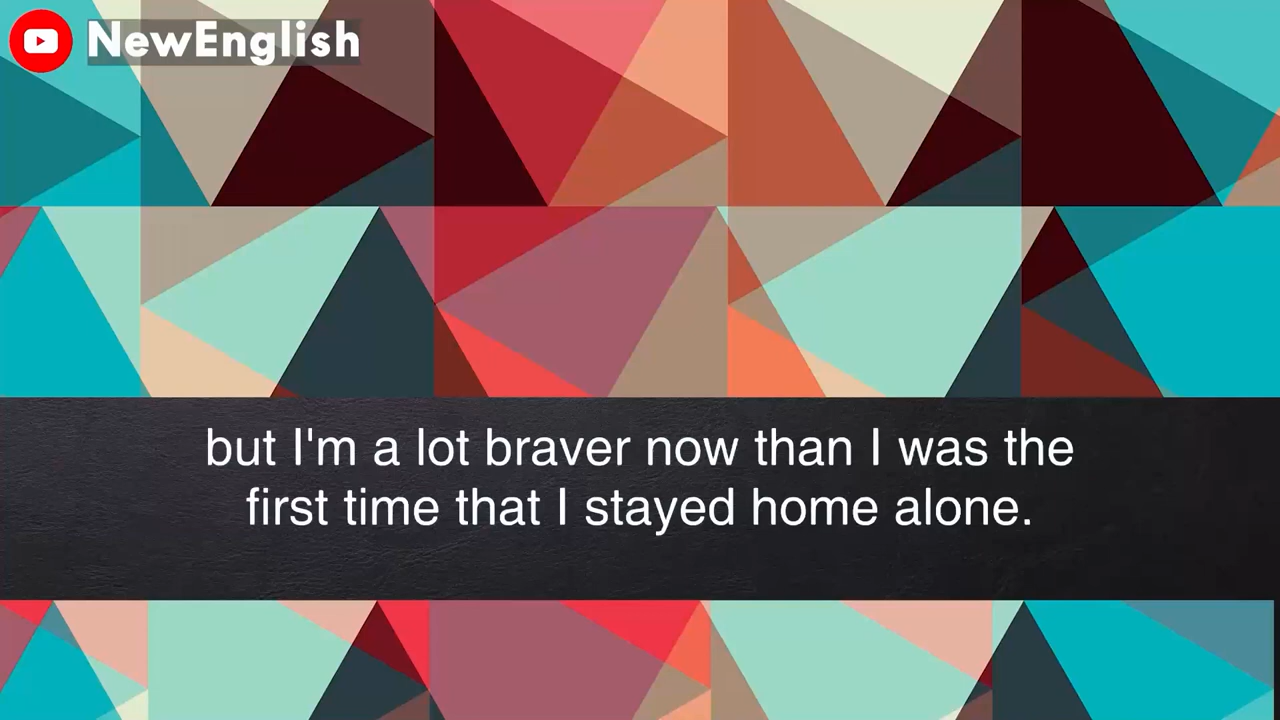 NewEnglish
but I'm a lot braver now than I was the
first time that I stayed home alone.